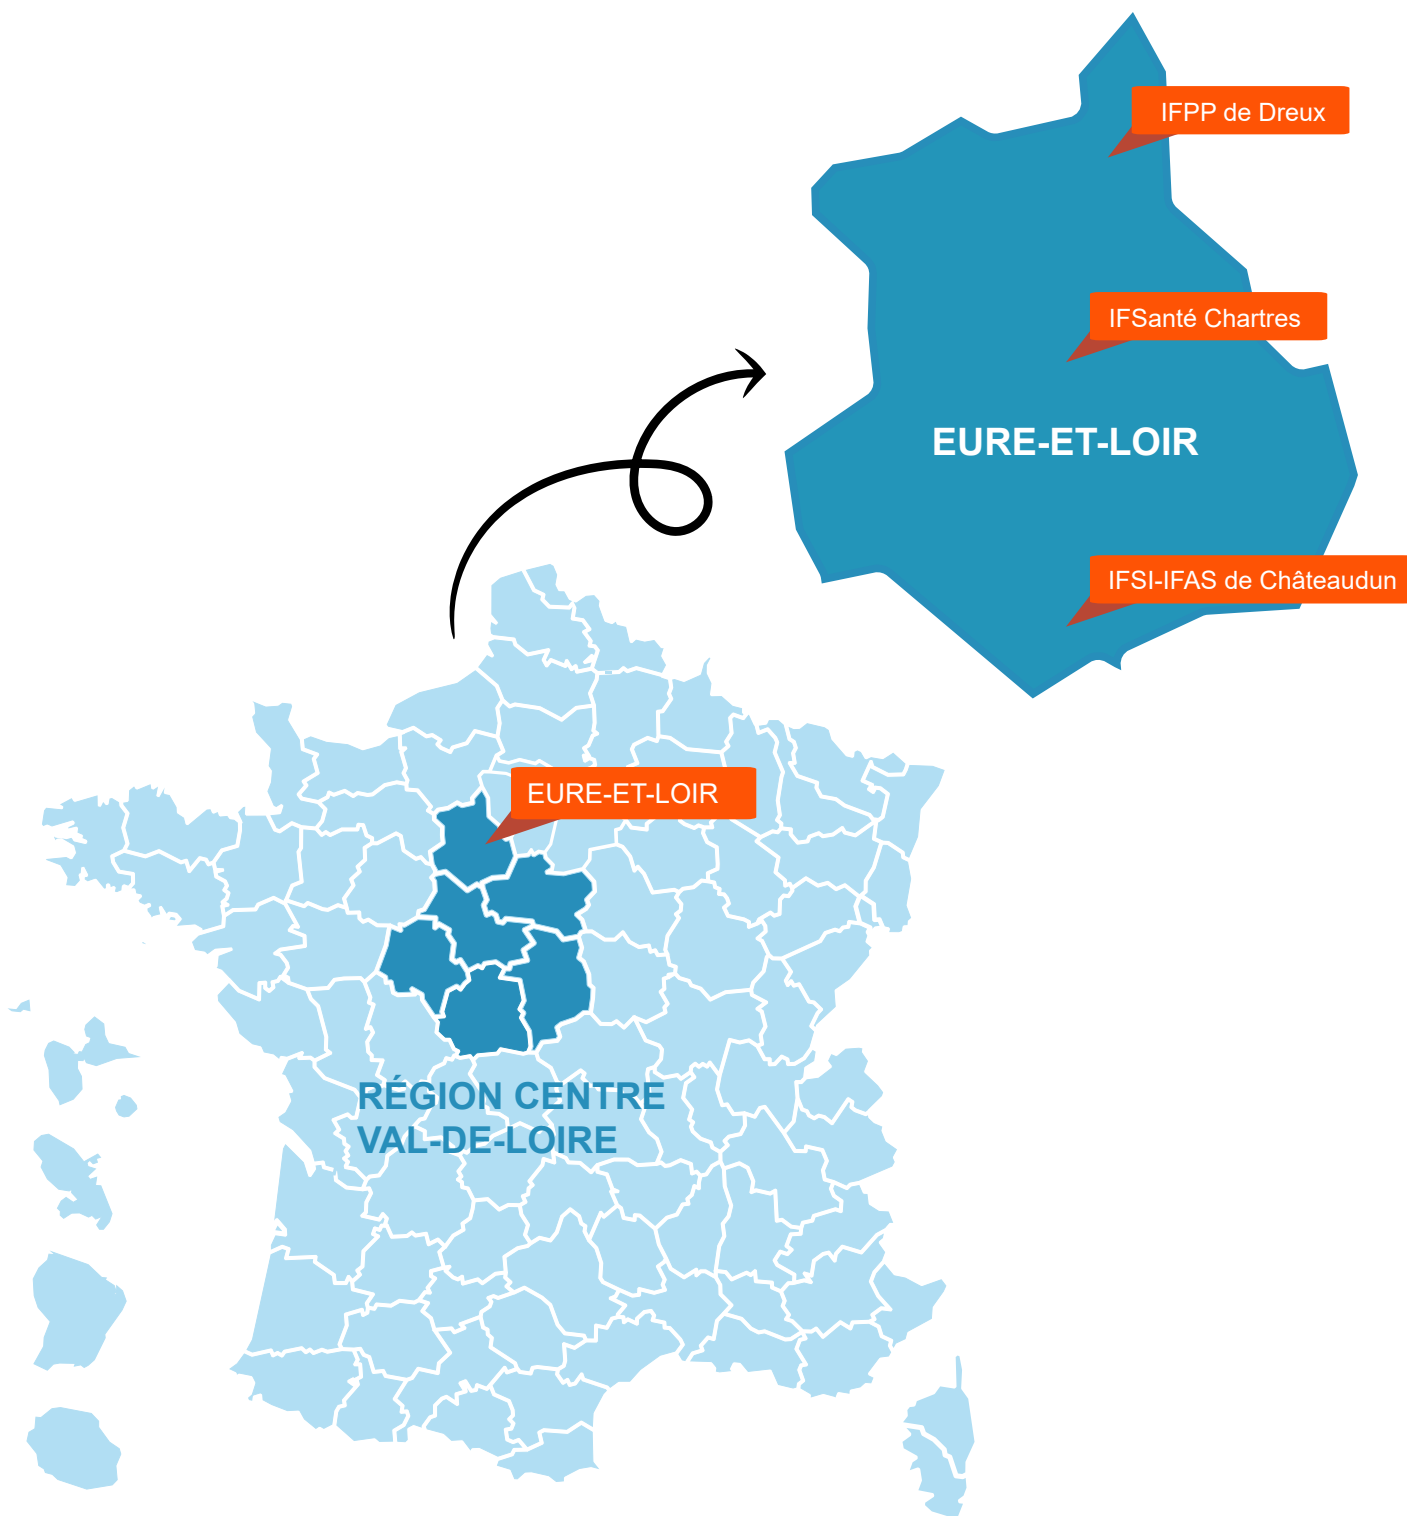 IFPP de Dreux
IFSanté Chartres
EURE-ET-LOIR
IFSI-IFAS de Châteaudun
EURE-ET-LOIR
RÉGION CENTRE
VAL-DE-LOIRE